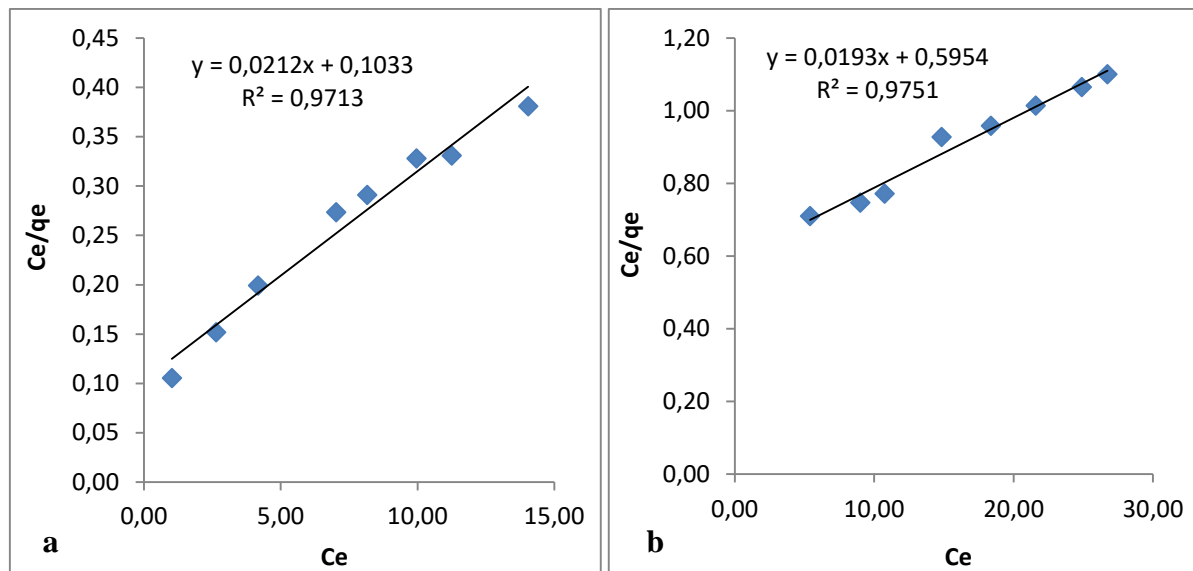 0,45
0,40
0,35
0,30
0,25
0,20
0,15
0,10
0,05
0,00
Ce/qe
y = 0,0212x + 0,1033
R² = 0,9713
0,00 5,00 10,00 15,00
Ce
a
1,20
1,00
0,80
0,60
0,40
0,20
0,00
Ce/qe
y = 0,0193x + 0,5954
R² = 0,9751
0,00 10,00 20,00 30,00
Ce
b